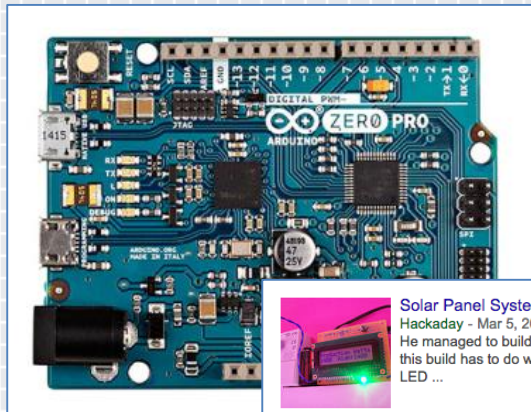 RESET
SCL
SDA
AREF
GND
~13
~12
~11
~10
~9
~8
~7
~6
~5
~4
~3
~2
TX→1
RX←0
DIGITAL PWM~
JTAG
ZERO PRO
ARDUINO
1415
RX
TX
L
ON
DEBUG
SPI
ARDUINO.ORG
MADE IN ITALY
47
25V
IOREF
Solar Panel Syste
Hackaday - Mar 5, 20
He managed to build
this build has to do w
LED ...